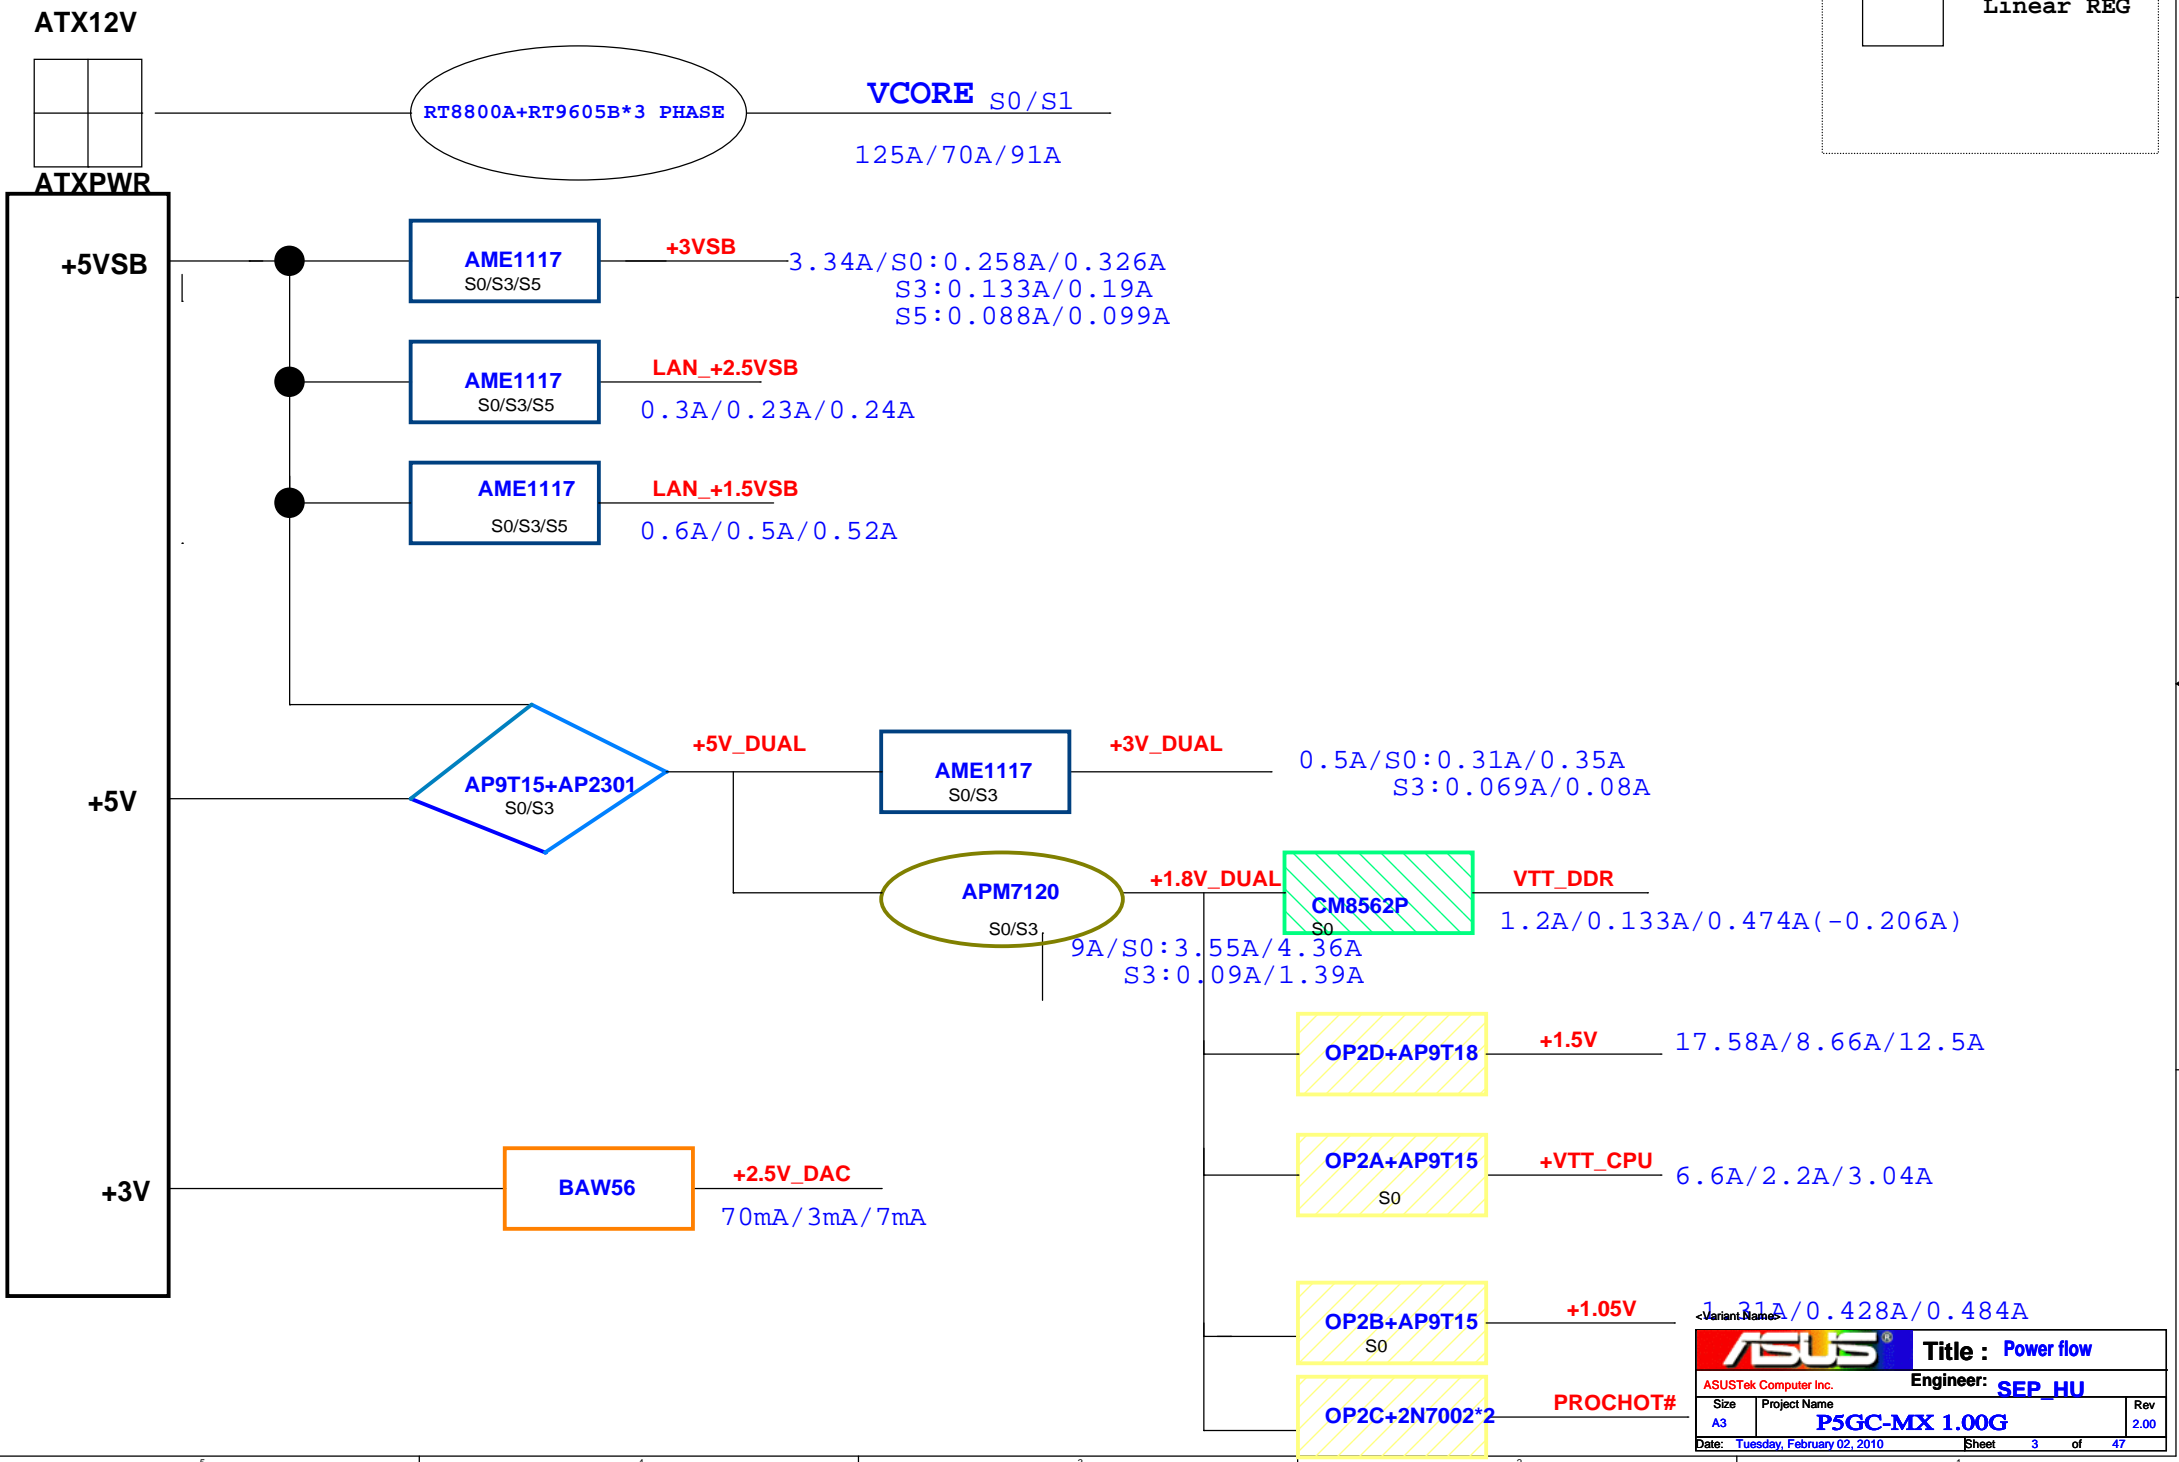 ATX12V
Linear REG
RT8800A+RT9605B*3 PHASE
VCORE S0/S1
125A/70A/91A
ATXPWR
+5VSB
AME1117
S0/S3/S5
+3VSB
3.34A/S0:0.258A/0.326A
S3:0.133A/0.19A
S5:0.088A/0.099A
AME1117
S0/S3/S5
LAN_+2.5VSB
0.3A/0.23A/0.24A
AME1117
S0/S3/S5
LAN_+1.5VSB
0.6A/0.5A/0.52A
+5V
AP9T15+AP2301
S0/S3
+5V_DUAL
AME1117
S0/S3
+3V_DUAL
0.5A/S0:0.31A/0.35A
S3:0.069A/0.08A
APM7120
S0/S3
+1.8V_DUAL
9A/S0:3.55A/4.36A
S3:0.09A/1.39A
CM8562P
S0
VTT_DDR
1.2A/0.133A/0.474A(-0.206A)
OP2D+AP9T18
+1.5V
17.58A/8.66A/12.5A
OP2A+AP9T15
S0
+VTT_CPU
6.6A/2.2A/3.04A
+3V
BAW56
+2.5V_DAC
70mA/3mA/7mA
OP2B+AP9T15
S0
+1.05V
1.31A/0.428A/0.484A
OP2C+2N7002*2
PROCHOT#
<Variant Name>
ASUS®
Title : Power flow
ASUSTek Computer Inc.
Engineer: SEP_HU
Size
A3
Project Name
P5GC-MX 1.00G
Rev
2.00
Date: Tuesday, February 02, 2010
Sheet 3 of 47